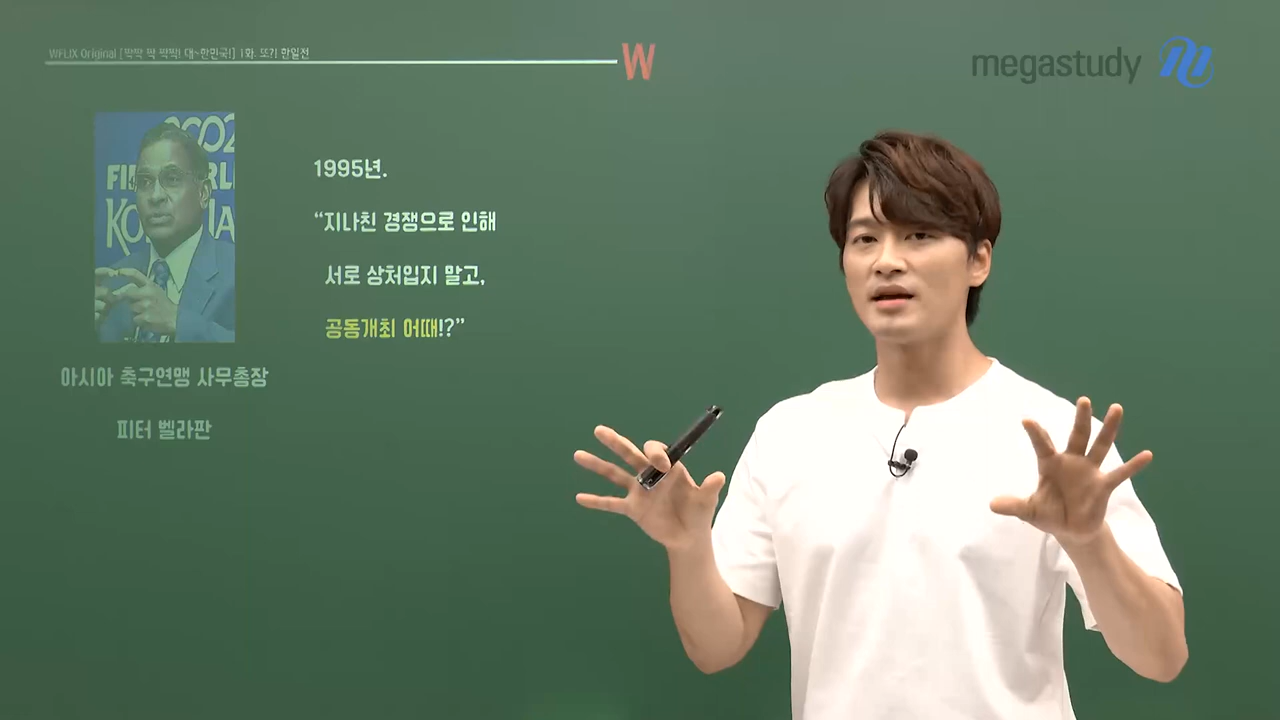 WFLIX Original [짝짝 짝 짝짝! 대~한민국!] 1화. 또기 한일전
W
megastudy
2002
1995년.
“지나친 경쟁으로 인해
서로 상처입지 말고,
공동개최 어때!?”
아시아 축구연맹 사무총장
피터 벨라판